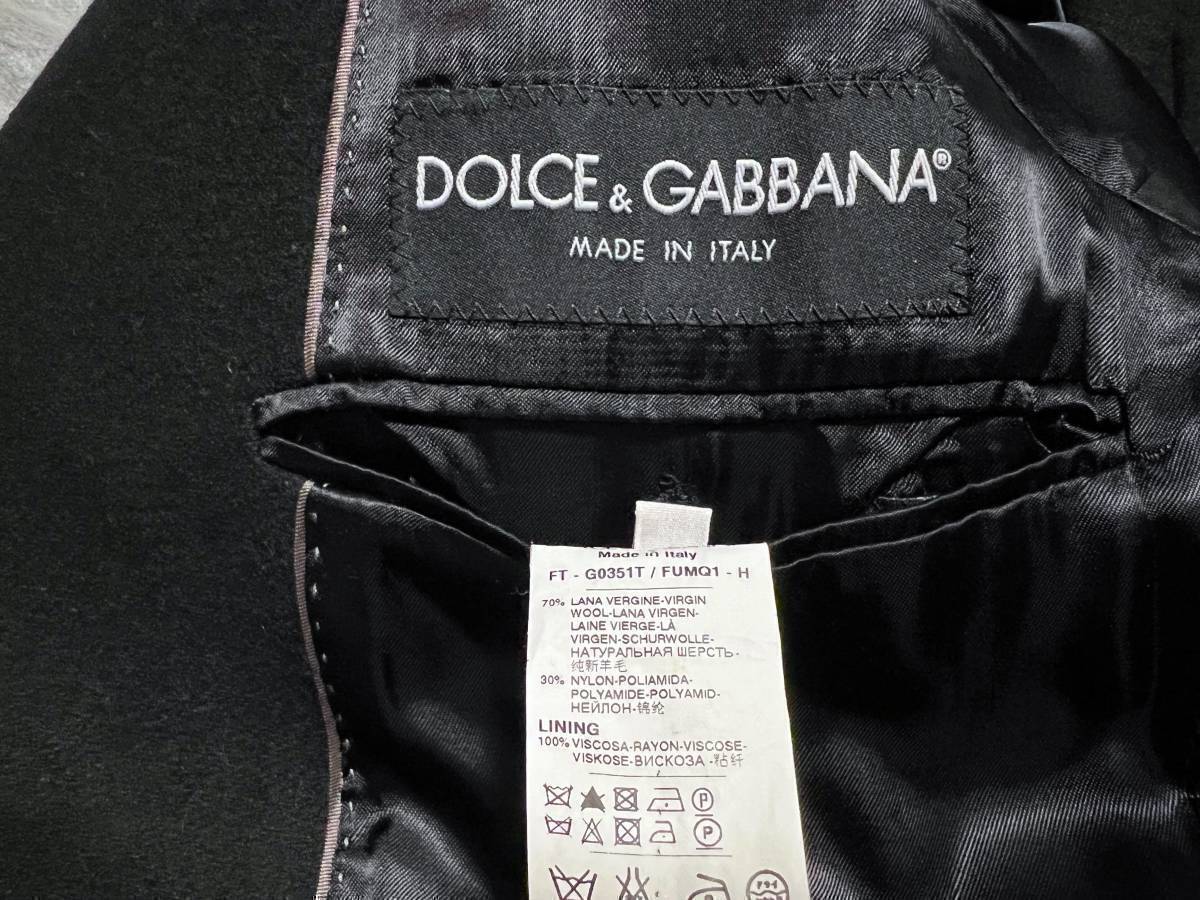 DOLCE & GABBANA®
MADE IN ITALY
Made in Italy
FT - G0351T / FUMQ1 - H
70% LANA VERGINE-VIRGIN
WOOL-LANA VIRGEN-
LAINE VIERGE-LÀ
VIRGEN-SCHURWOLLE-
НАТУРАЛЬНАЯ ШЕРСТЬ-
纯新羊毛
30% NYLON-POLIAMIDA-
POLYAMIDE-POLYAMID-
НЕЙЛОН-锦纶
LINING
100% VISCOSA-RAYON-VISCOSE-
VISKOSE-ВИСКОЗА-粘纤
P
P